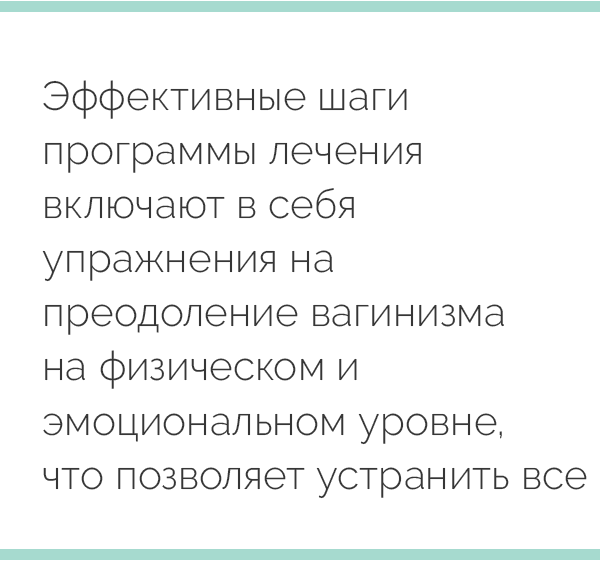 Эффективные шаги
программы лечения
включают в себя
упражнения на
преодоление вагинизма
на физическом и
эмоциональном уровне,
что позволяет устранить все